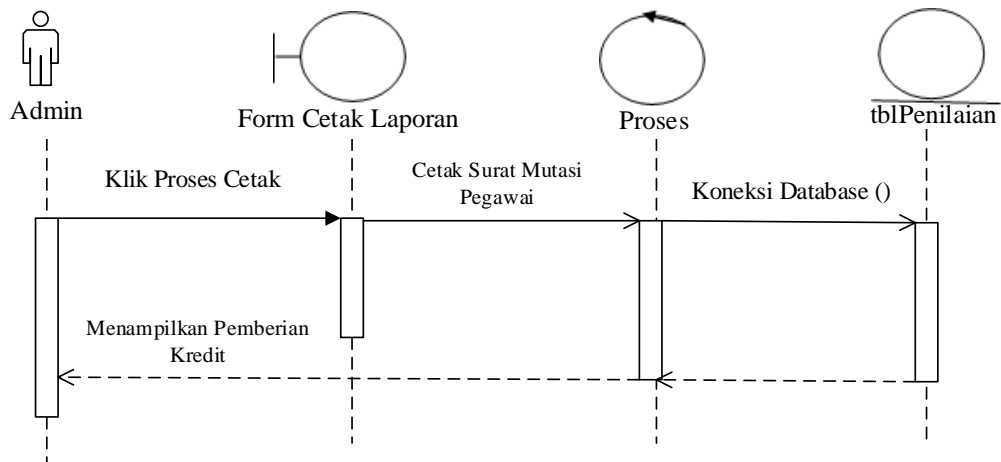 Admin
Form Cetak Laporan
Proses
tblPenilaian
Klik Proses Cetak
Cetak Surat Mutasi
Pegawai
Koneksi Database ()
Menampilkan Pemberian
Kredit